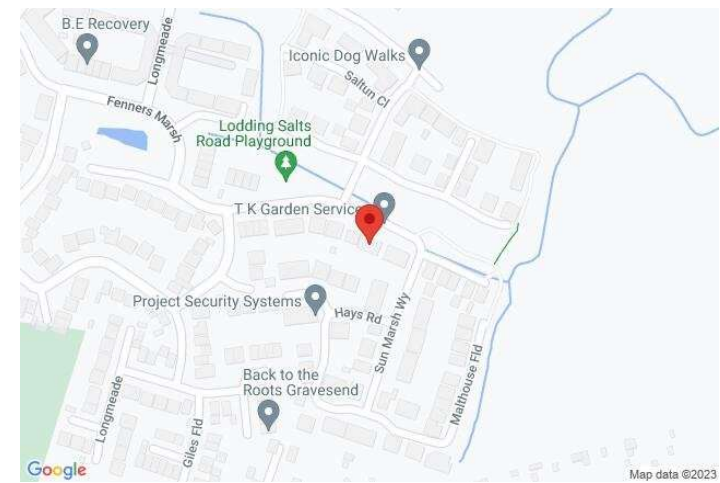 B.E Recovery
Longmeade
Iconic Dog Walks
Saltun Cl
Fenners Marsh
Lodding Salts
Road Playground
T K Garden Service
Project Security Systems
Hays Rd
Sun Marsh Wy
Back to the
Roots Gravesend
Malthouse Fld
Longmeade
Giles Fld
Google
Map data ©2023